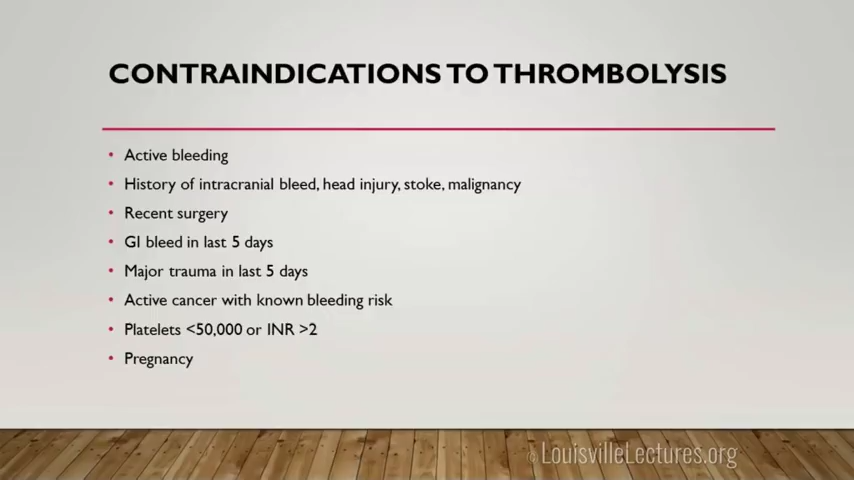 CONTRAINDICATIONS TO THROMBOLYSIS
• Active bleeding
• History of intracranial bleed, head injury, stoke, malignancy
• Recent surgery
• GI bleed in last 5 days
• Major trauma in last 5 days
• Active cancer with known bleeding risk
• Platelets <50,000 or INR >2
• Pregnancy
© LouisvilleLectures.org